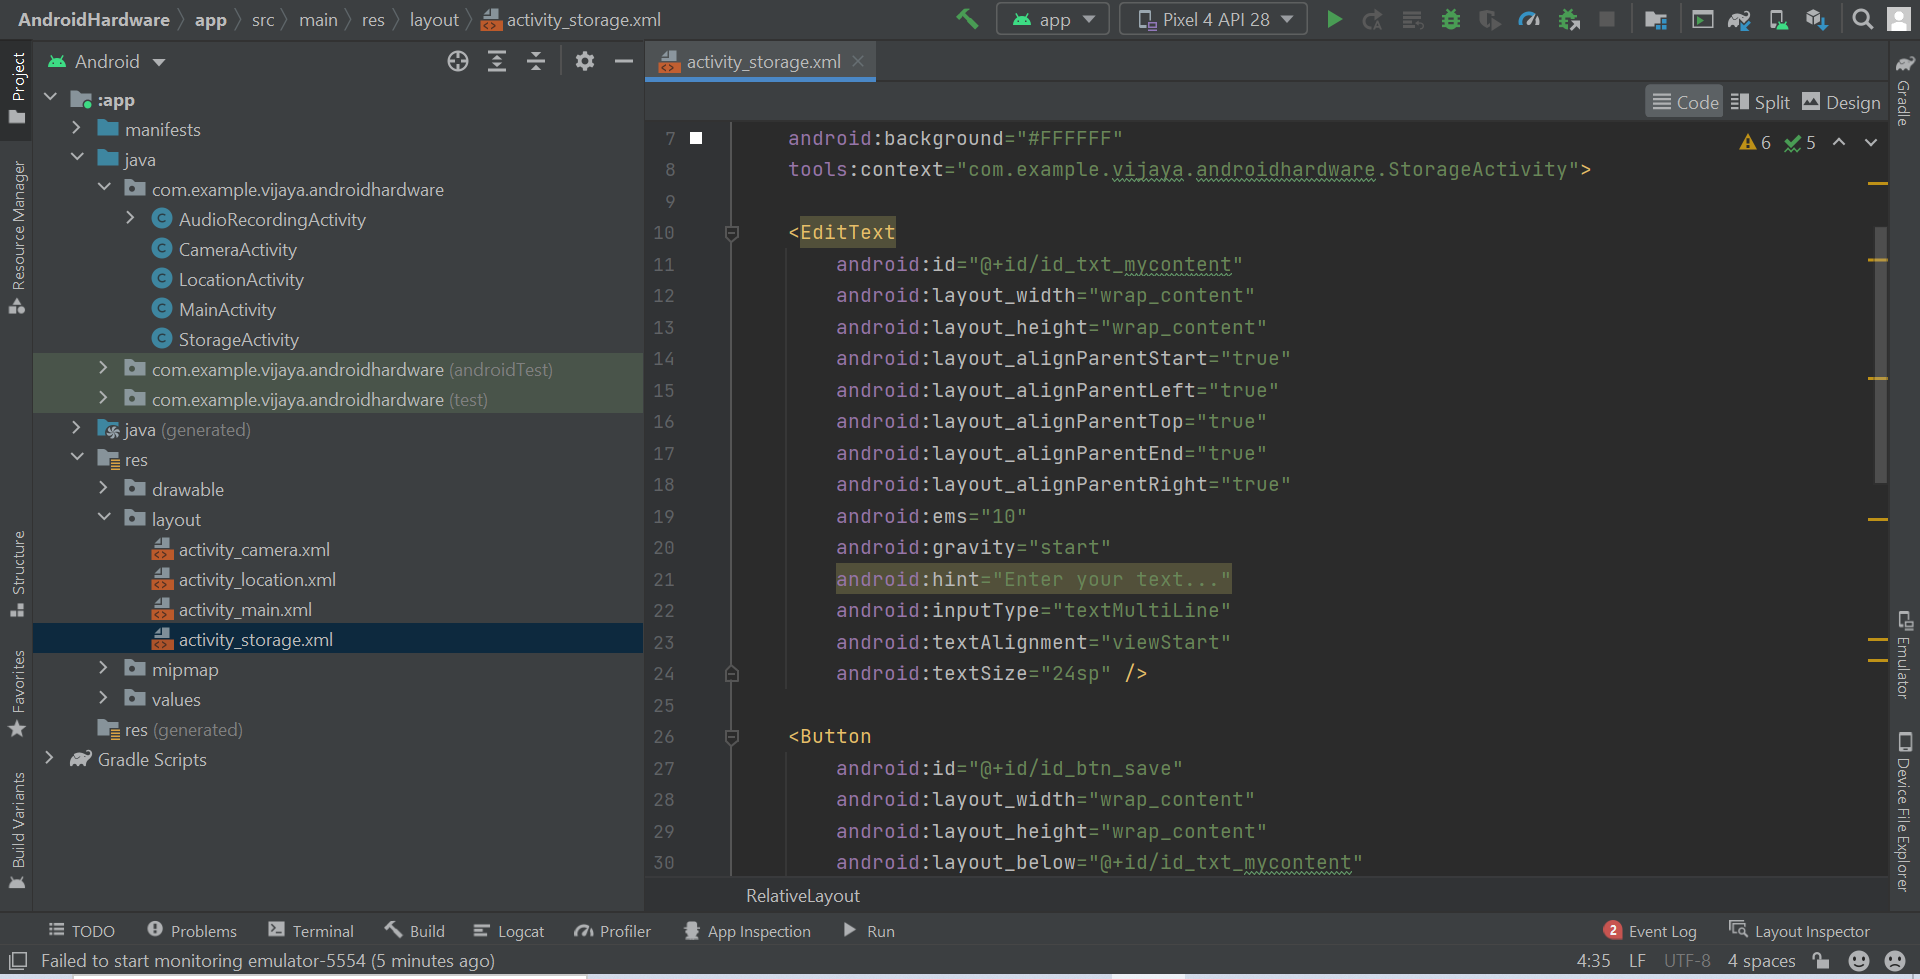 AndroidHardware app src main res layout activity_storage.xml app Pixel 4 API 28
Project
Resource Manager
Structure
Favorites
Build Variants
Android
:app
manifests
java
com.example.vijaya.androidhardware
AudioRecordingActivity
CameraActivity
LocationActivity
MainActivity
StorageActivity
com.example.vijaya.androidhardware (androidTest)
com.example.vijaya.androidhardware (test)
java (generated)
res
drawable
layout
activity_camera.xml
activity_location.xml
activity_main.xml
activity_storage.xml
mipmap
values
res (generated)
Gradle Scripts
activity_storage.xml
Code Split Design
6 5
7 android:background="#FFFFFF"
8 tools:context="com.example.vijaya.androidhardware.StorageActivity">
9
10 <EditText
11 android:id="@+id/id_txt_mycontent"
12 android:layout_width="wrap_content"
13 android:layout_height="wrap_content"
14 android:layout_alignParentStart="true"
15 android:layout_alignParentLeft="true"
16 android:layout_alignParentTop="true"
17 android:layout_alignParentEnd="true"
18 android:layout_alignParentRight="true"
19 android:ems="10"
20 android:gravity="start"
21 android:hint="Enter your text..."
22 android:inputType="textMultiLine"
23 android:textAlignment="viewStart"
24 android:textSize="24sp" />
25
26 <Button
27 android:id="@+id/id_btn_save"
28 android:layout_width="wrap_content"
29 android:layout_height="wrap_content"
30 android:layout_below="@+id/id_txt_mycontent"
RelativeLayout
Gradle
Emulator
Device File Explorer
TODO Problems Terminal Build Logcat Profiler App Inspection Run 2 Event Log Layout Inspector
Failed to start monitoring emulator-5554 (5 minutes ago) 4:35 LF UTF-8 4 spaces